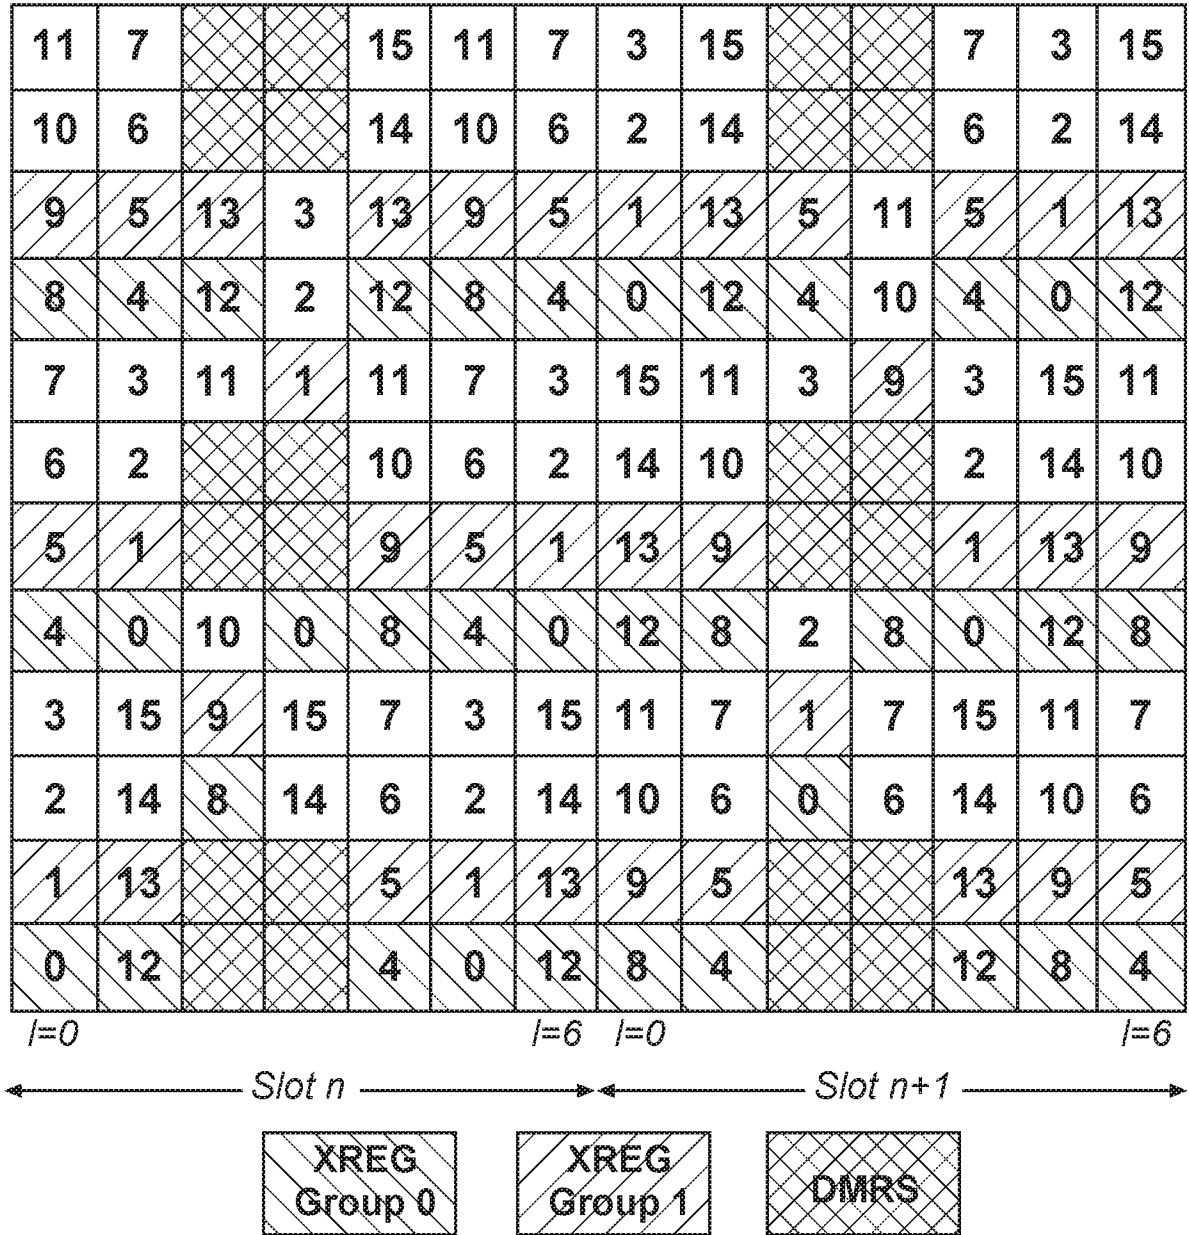 11 7 15 11 7 3 15 7 3 15
10 6 14 10 6 2 14 6 2 14
9 5 13 3 13 9 5 1 13 5 11 5 1 13
8 4 12 2 12 8 4 0 12 4 10 4 0 12
7 3 11 1 11 7 3 15 11 3 9 3 15 11
6 2 10 6 2 14 10 2 14 10
5 1 9 5 1 13 9 1 13 9
4 0 10 0 8 4 0 12 8 2 8 0 12 8
3 15 9 15 7 3 15 11 7 1 7 15 11 7
2 14 8 14 6 2 14 10 6 0 6 14 10 6
1 13 5 1 13 9 5 13 9 5
0 12 4 0 12 8 4 12 8 4
l=0 l=6 l=0 l=6
Slot n Slot n+1
XREG
Group 0
XREG
Group 1
DMRS